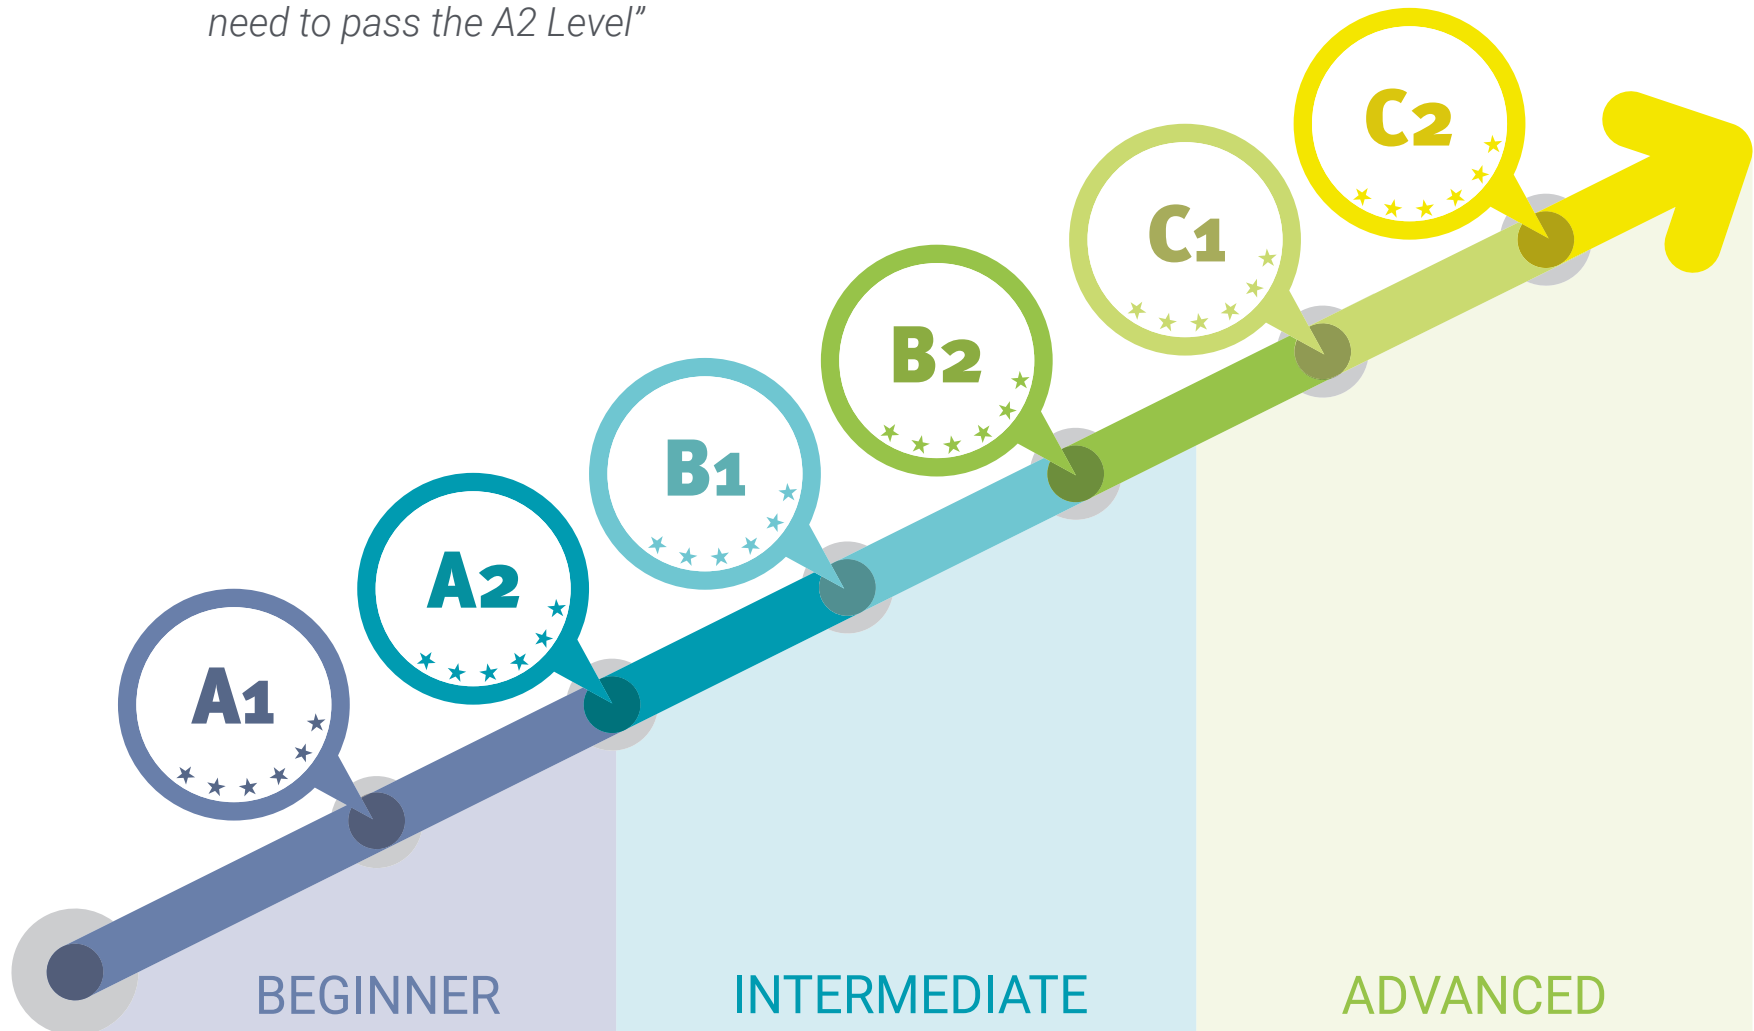 need to pass the A2 Level”
C2
C1
B2
B1
A2
A1
BEGINNER
INTERMEDIATE
ADVANCED